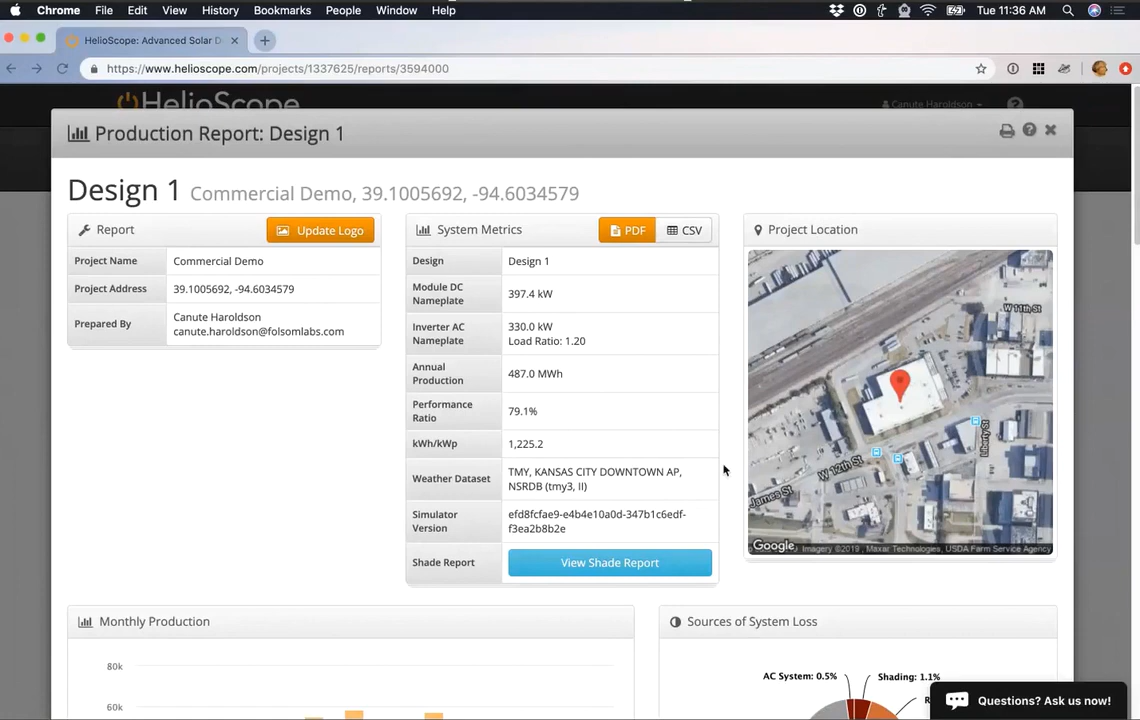 Chrome File Edit View History Bookmarks People Window Help
Tue 11:36 AM
HelioScope: Advanced Solar D
https://www.helioscope.com/projects/1337625/reports/3594000
HelioScope
Canute Haroldson
Production Report: Design 1
Design 1 Commercial Demo, 39.1005692, -94.6034579
Report
Update Logo
Project Name
Commercial Demo
Project Address
39.1005692, -94.6034579
Prepared By
Canute Haroldson
canute.haroldson@folsomlabs.com
System Metrics
PDF
CSV
Design
Design 1
Module DC
Nameplate
397.4 kW
Inverter AC
Nameplate
330.0 kW
Load Ratio: 1.20
Annual
Production
487.0 MWh
Performance
Ratio
79.1%
kWh/kWp
1,225.2
Weather Dataset
TMY, KANSAS CITY DOWNTOWN AP,
NSRDB (tmy3, II)
Simulator
Version
efd8fcfae9-e4b4e10a0d-347b1c6edf-
f3ea2b8b2e
Shade Report
View Shade Report
Project Location
W 11th St
Liberty St
W 12th St
James St
Google
Imagery ©2019 , Maxar Technologies, USDA Farm Service Agency
Monthly Production
80k
60k
Sources of System Loss
AC System: 0.5%
Shading: 1.1%
R
Questions? Ask us now!